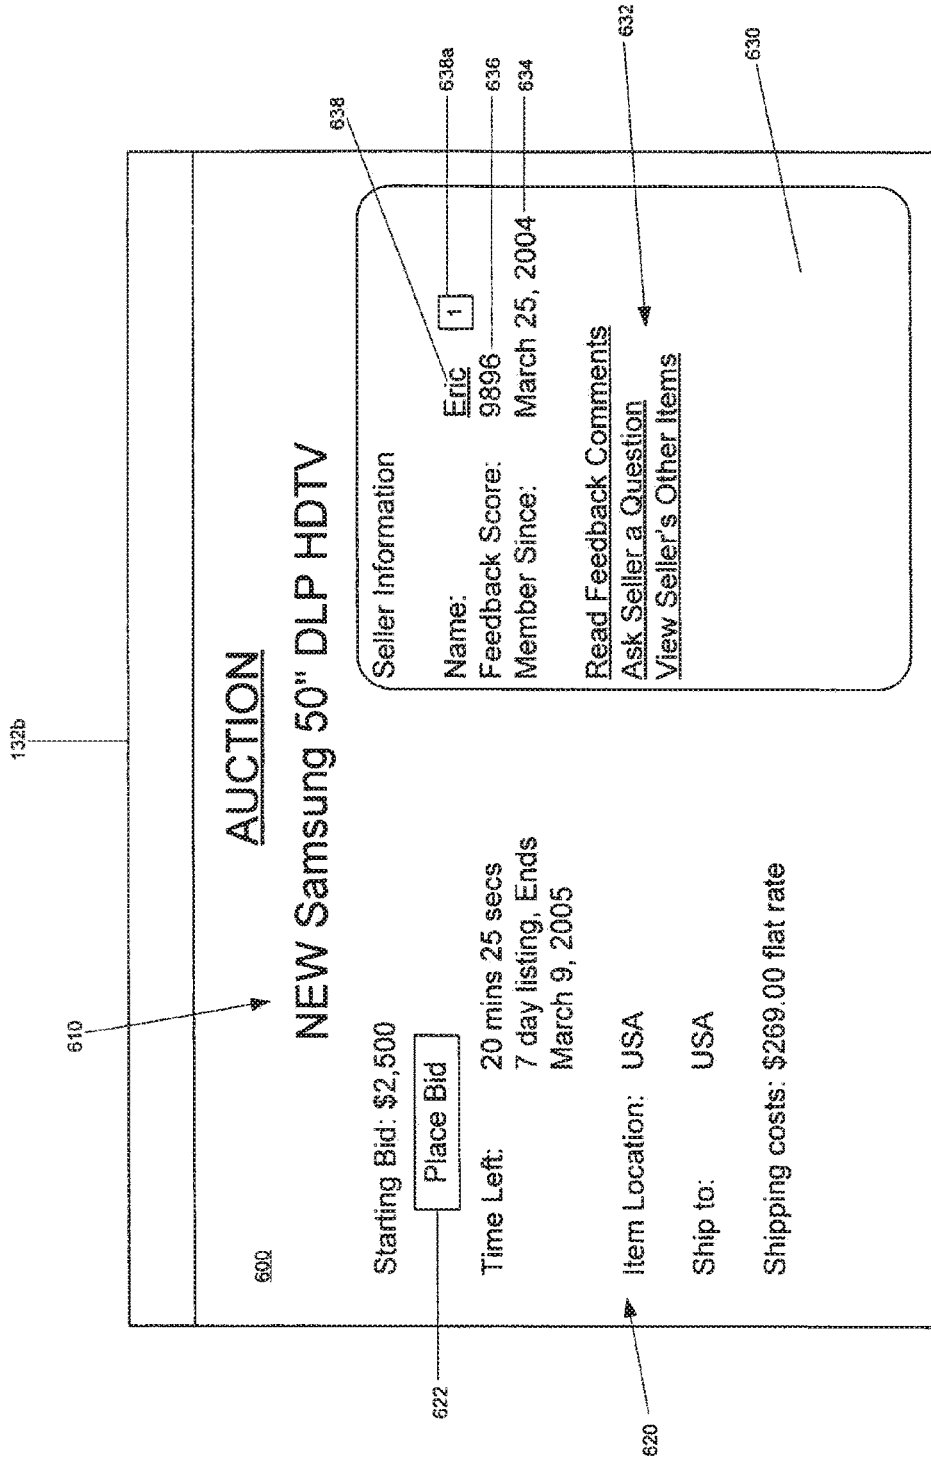 132b
610
600
AUCTION
NEW Samsung 50" DLP HDTV
Starting Bid: $2,500
Place Bid
622
Time Left: 20 mins 25 secs
7 day listing, Ends
March 9, 2005
Item Location: USA
620
Ship to: USA
Shipping costs: $269.00 flat rate
Seller Information
Name: Eric 1
Feedback Score: 9896
Member Since: March 25, 2004
Read Feedback Comments
Ask Seller a Question
View Seller's Other Items
638
638a
636
634
632
630